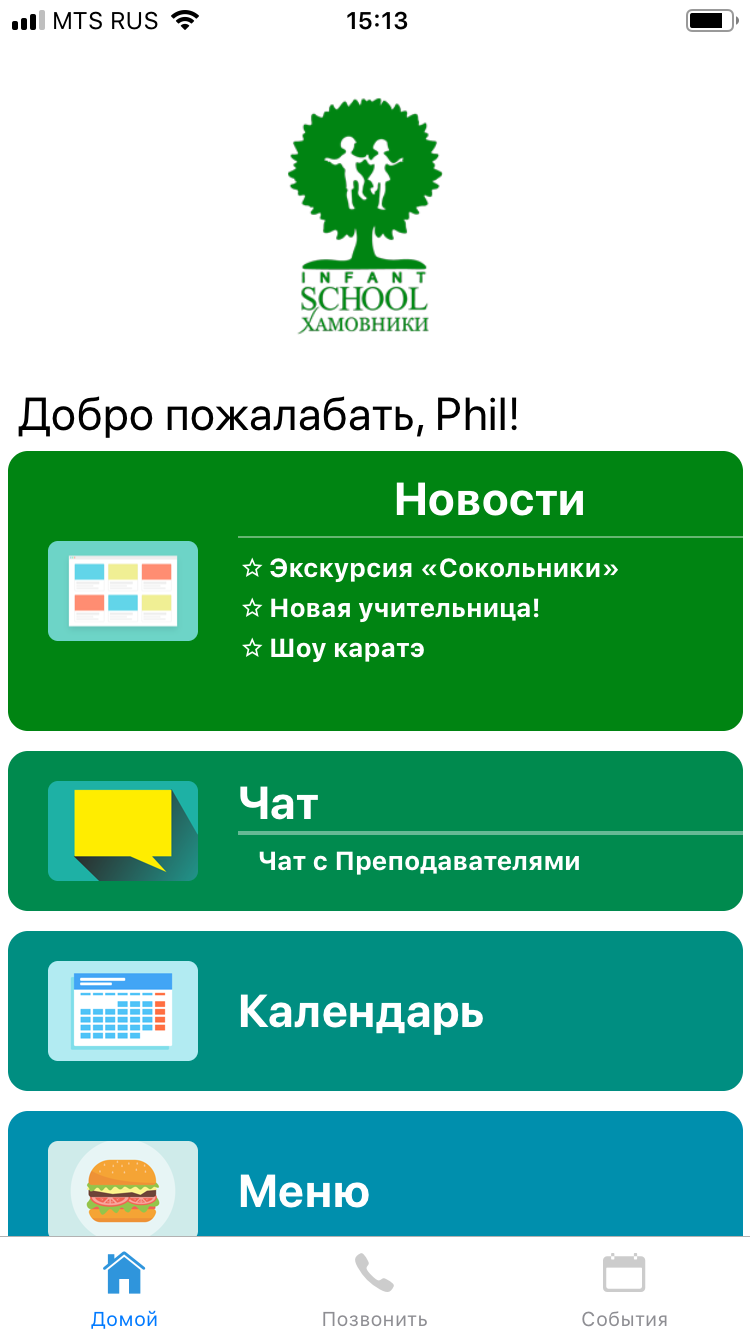 MTS RUS 15:13
INFANT
SCHOOL
ХАМОВНИКИ
Добро пожалабать, Phil!
Новости
☆ Экскурсия «Сокольники»
☆ Новая учительница!
☆ Шоу каратэ
Чат
Чат с Преподавателями
Календарь
Меню
Домой Позвонить События